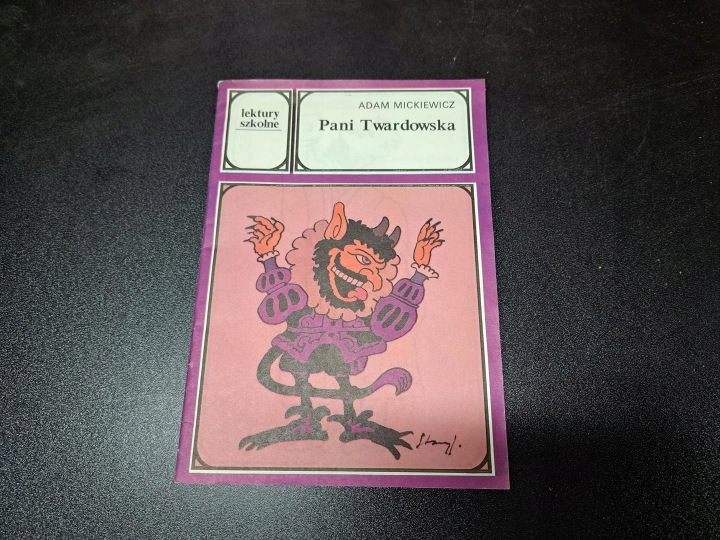 lektury
szkolne
ADAM MICKIEWICZ
Pani Twardowska